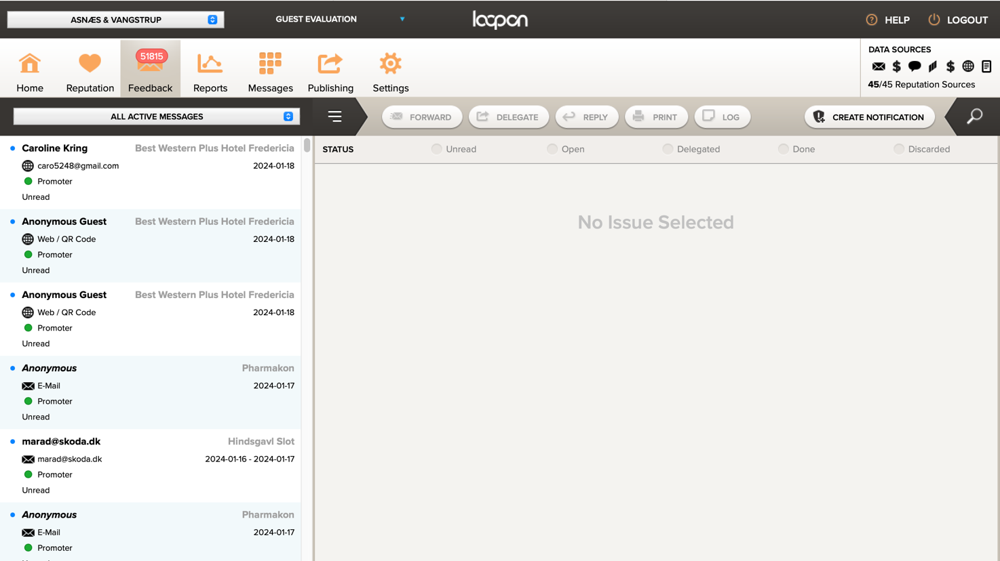 ASNÆS & VANGSTRUP
GUEST EVALUATION
loopon
HELP
LOGOUT
51815
Home
Reputation
Feedback
Reports
Messages
Publishing
Settings
DATA SOURCES
45/45 Reputation Sources
ALL ACTIVE MESSAGES
FORWARD
DELEGATE
REPLY
PRINT
LOG
CREATE NOTIFICATION
Caroline Kring Best Western Plus Hotel Fredericia
caro5248@gmail.com 2024-01-18
Promoter
Unread
Anonymous Guest Best Western Plus Hotel Fredericia
Web / QR Code 2024-01-18
Promoter
Unread
Anonymous Guest Best Western Plus Hotel Fredericia
Web / QR Code 2024-01-18
Promoter
Unread
Anonymous Pharmakon
E-Mail 2024-01-17
Promoter
Unread
marad@skoda.dk Hindsgavl Slot
marad@skoda.dk 2024-01-16 - 2024-01-17
Promoter
Unread
Anonymous Pharmakon
E-Mail 2024-01-17
Promoter
STATUS Unread Open Delegated Done Discarded
No Issue Selected